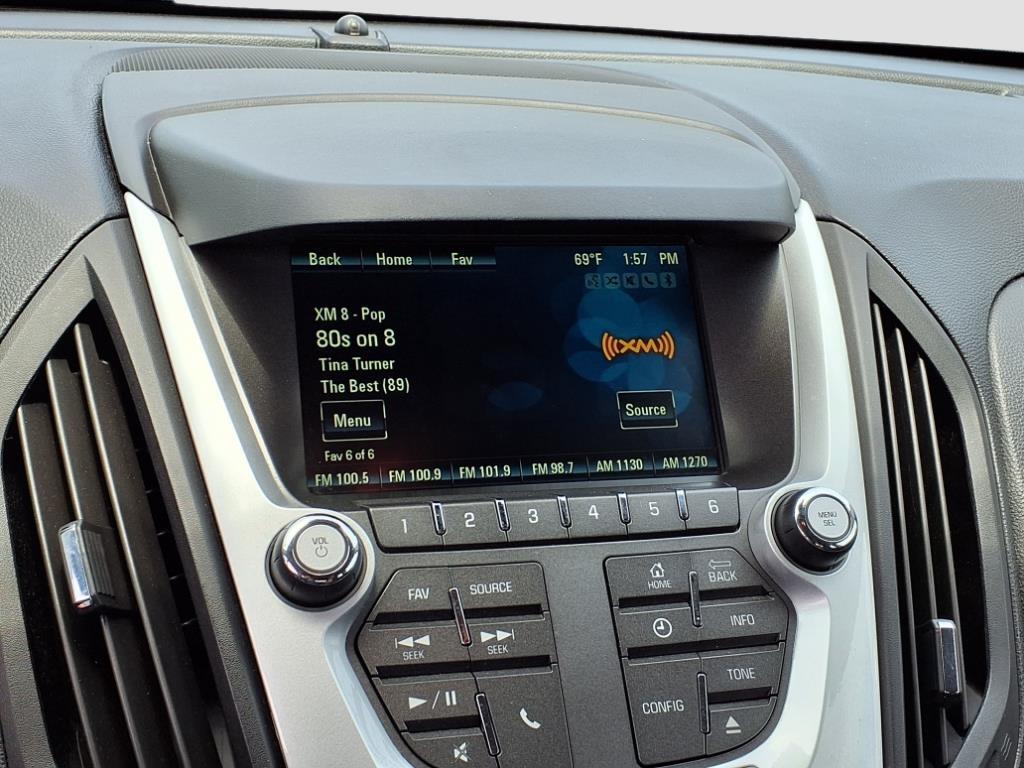 Back Home Fav 69°F 1:57 PM
XM 8 - Pop
80s on 8
Tina Turner
The Best (89)
XM
Menu
Source
Fav 6 of 6
FM 100.5 FM 100.9 FM 101.9 FM 98.7 AM 1130 AM 1270
1 2 3 4 5 6
VOL
MENU
SEL
FAV SOURCE
HOME BACK
SEEK SEEK
INFO
TONE
CONFIG